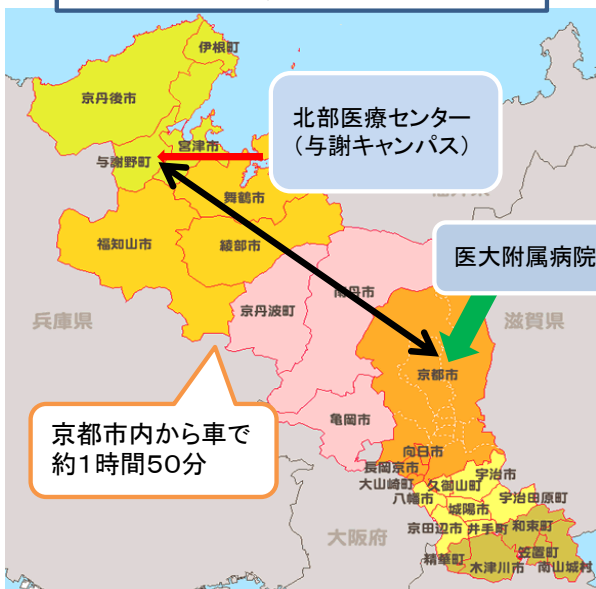 伊根町
京丹後市
北部医療センター
(与謝キャンパス)
宮津市
与謝野町
舞鶴市
福知山市
綾部市
医大附属病院
南丹市
京丹波町
兵庫県
滋賀県
京都市
亀岡市
京都市内から車で
約1時間50分
向日市
長岡京市
宇治市
大山崎町
久御山町
八幡市
宇治田原町
城陽市
京田辺市
井手町
和束町
大阪府
笠置町
精華町
木津川市
南山城村